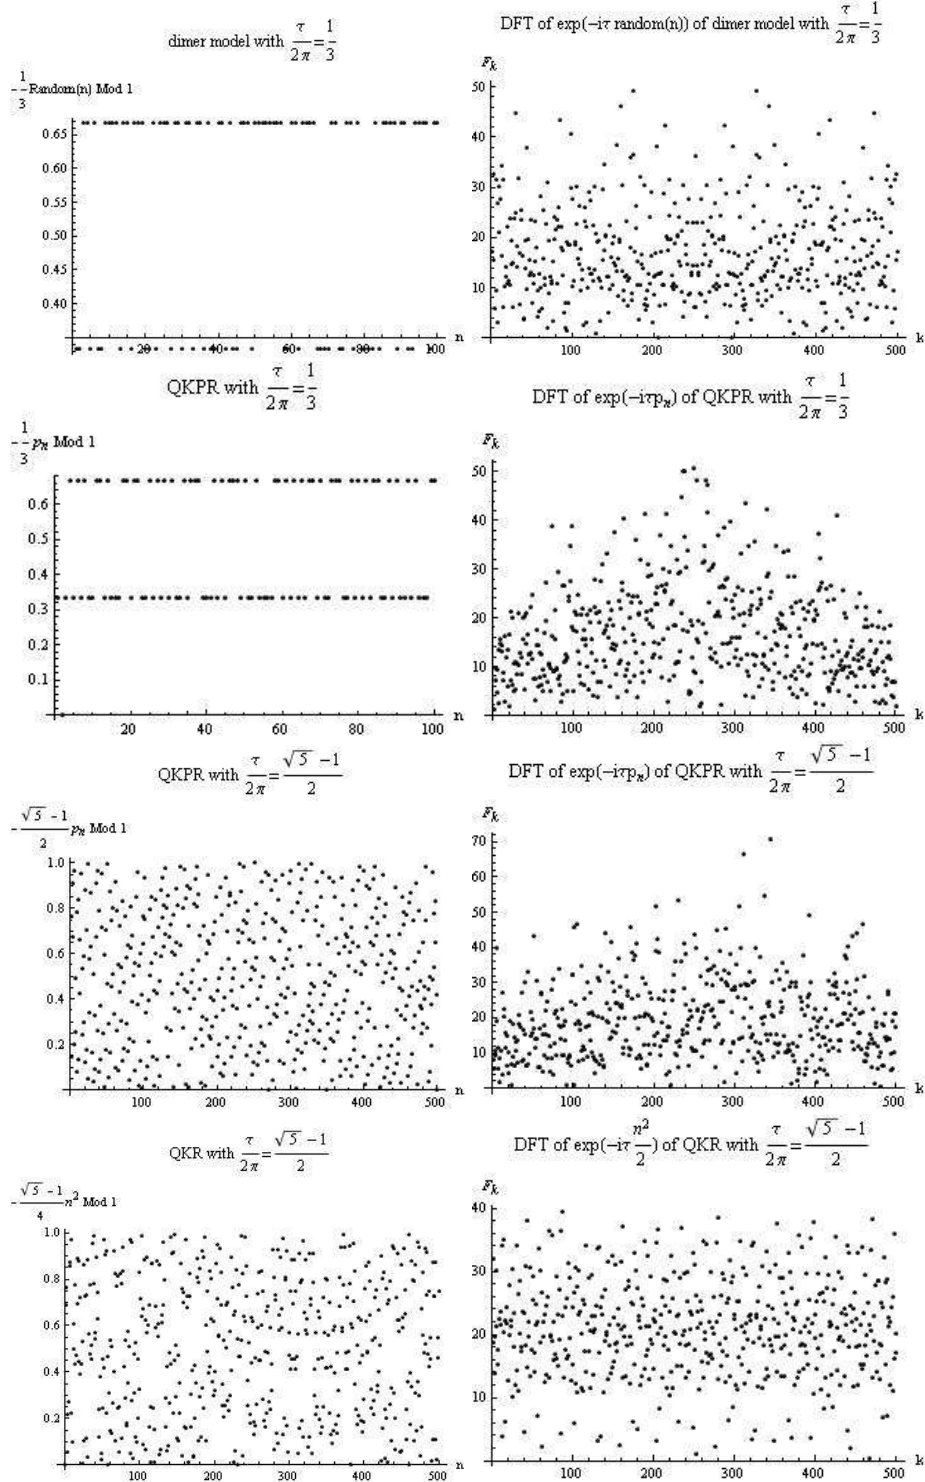 dimer model with τ/2π = 1/3
-1/3 Random(n) Mod 1
0.65
0.60
0.55
0.50
0.45
0.40
20 40 60 80 100 n
DFT of exp(−iτ random(n)) of dimer model with τ/2π = 1/3
F_k
50
40
30
20
10
100 200 300 400 500 k
QKPR with τ/2π = 1/3
-1/3 p_n Mod 1
0.6
0.5
0.4
0.3
0.2
0.1
20 40 60 80 100 n
DFT of exp(−iτp_n) of QKPR with τ/2π = 1/3
F_k
50
40
30
20
10
100 200 300 400 500 k
QKPR with τ/2π = (√5 −1)/2
-(√5 −1)/2 p_n Mod 1
1.0
0.8
0.6
0.4
0.2
100 200 300 400 500 n
DFT of exp(−iτp_n) of QKPR with τ/2π = (√5 −1)/2
F_k
70
60
50
40
30
20
10
100 200 300 400 500 k
QKR with τ/2π = (√5 −1)/2
-(√5 −1)/4 n² Mod 1
1.0
0.8
0.6
0.4
0.2
100 200 300 400 500 n
DFT of exp(−iτ n²/2) of QKR with τ/2π = (√5 −1)/2
F_k
40
30
20
10
100 200 300 400 500 k